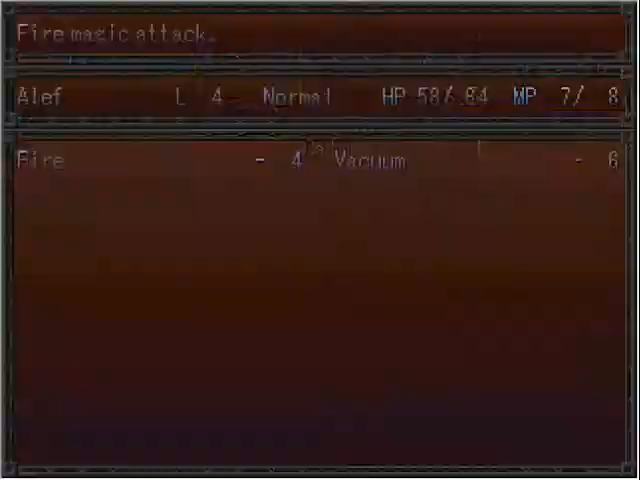 Fire magic attack.
Alef L 4 Normal HP 58/ 84 MP 7/ 8
Fire - 4 Vacuum - 6